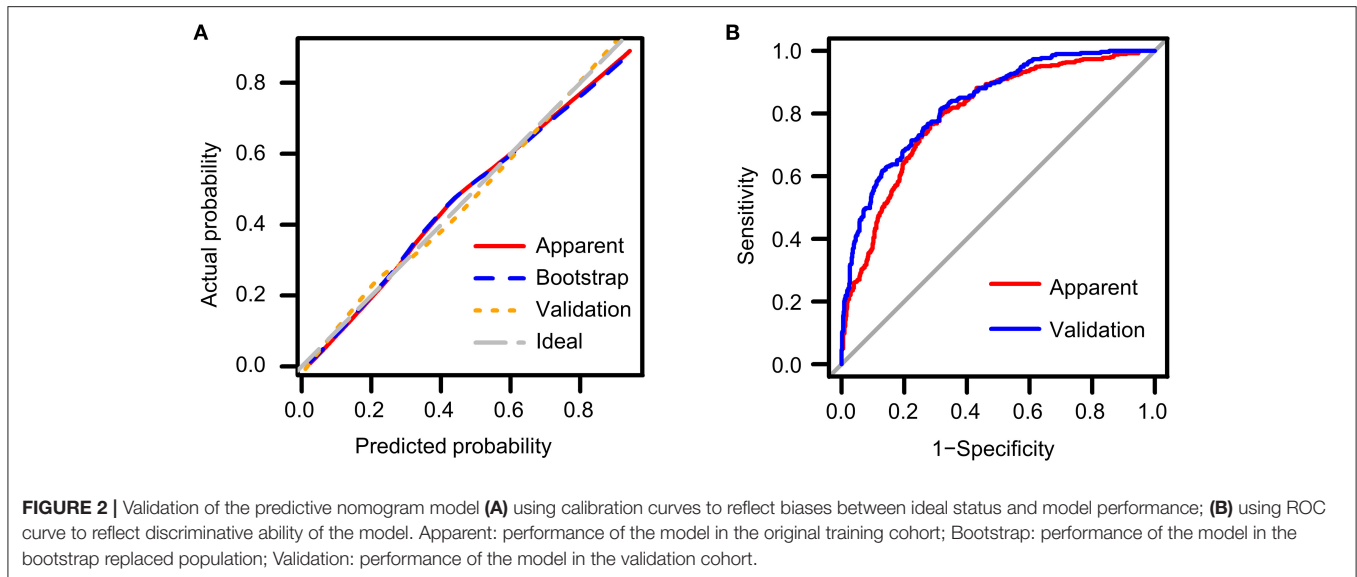 A
Actual probability
0.8
0.6
0.4
0.2
0.0
Apparent
Bootstrap
Validation
Ideal
0.0 0.2 0.4 0.6 0.8
Predicted probability
B
Sensitivity
1.0
0.8
0.6
0.4
0.2
0.0
Apparent
Validation
0.0 0.2 0.4 0.6 0.8 1.0
1−Specificity
FIGURE 2 | Validation of the predictive nomogram model (A) using calibration curves to reflect biases between ideal status and model performance; (B) using ROC
curve to reflect discriminative ability of the model. Apparent: performance of the model in the original training cohort; Bootstrap: performance of the model in the
bootstrap replaced population; Validation: performance of the model in the validation cohort.